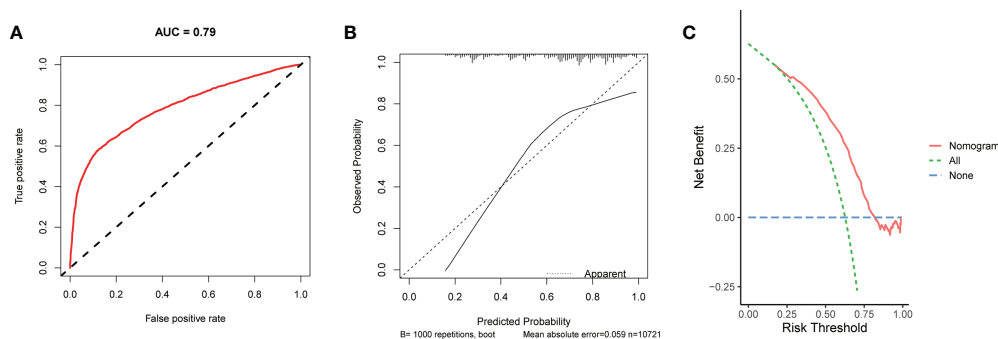 A
AUC = 0.79
True positive rate
1.0
0.8
0.6
0.4
0.2
0.0
0.0 0.2 0.4 0.6 0.8 1.0
False positive rate
B
Observed Probability
1.0
0.8
0.6
0.4
0.2
0.0
Apparent
0.0 0.2 0.4 0.6 0.8 1.0
Predicted Probability
B= 1000 repetitions, boot Mean absolute error=0.059 n=10721
C
Net Benefit
0.50
0.25
0.00
−0.25
0.00 0.25 0.50 0.75 1.00
Risk Threshold
Nomogram
All
None